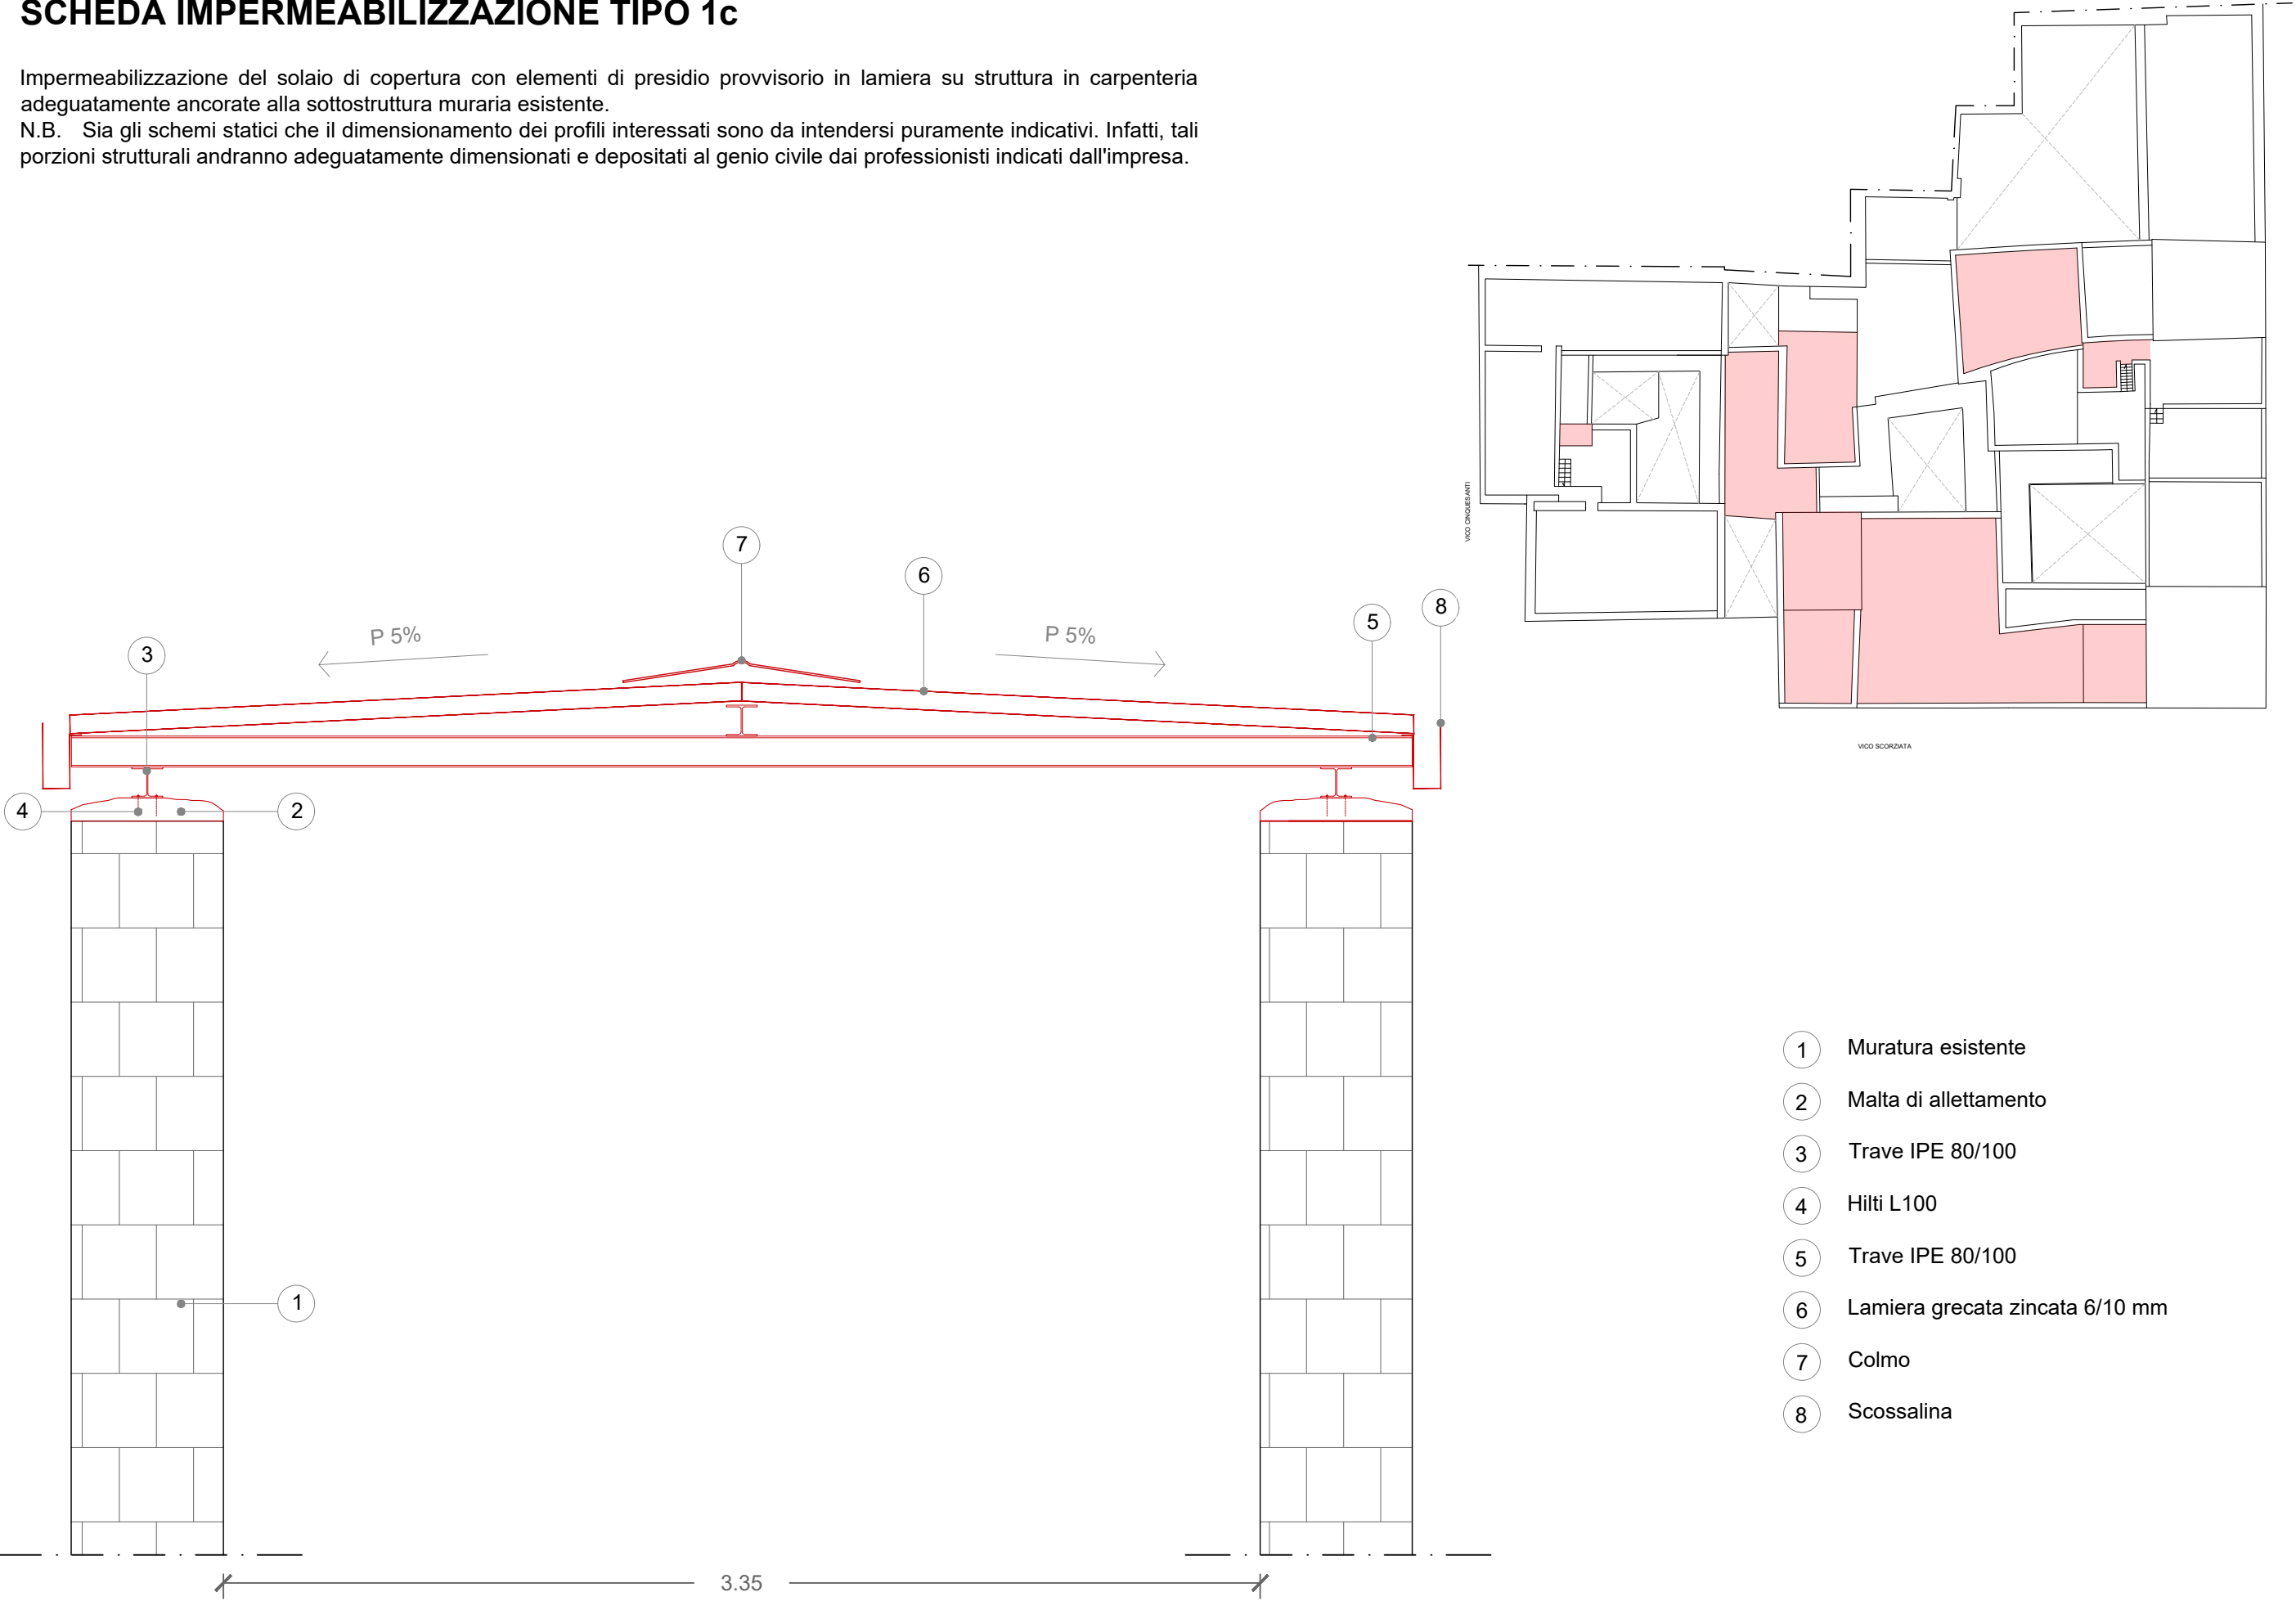 SCHEDA IMPERMEABILIZZAZIONE TIPO 1c
Impermeabilizzazione del solaio di copertura con elementi di presidio provvisorio in lamiera su struttura in carpenteria
adeguatamente ancorate alla sottostruttura muraria esistente.
N.B. Sia gli schemi statici che il dimensionamento dei profili interessati sono da intendersi puramente indicativi. Infatti, tali
porzioni strutturali andranno adeguatamente dimensionati e depositati al genio civile dai professionisti indicati dall'impresa.
VICO CINQUESANTI
VICO SCORZIATA
7
6
8
5
3
P 5%
P 5%
4
2
1
3.35
1 Muratura esistente
2 Malta di allettamento
3 Trave IPE 80/100
4 Hilti L100
5 Trave IPE 80/100
6 Lamiera grecata zincata 6/10 mm
7 Colmo
8 Scossalina